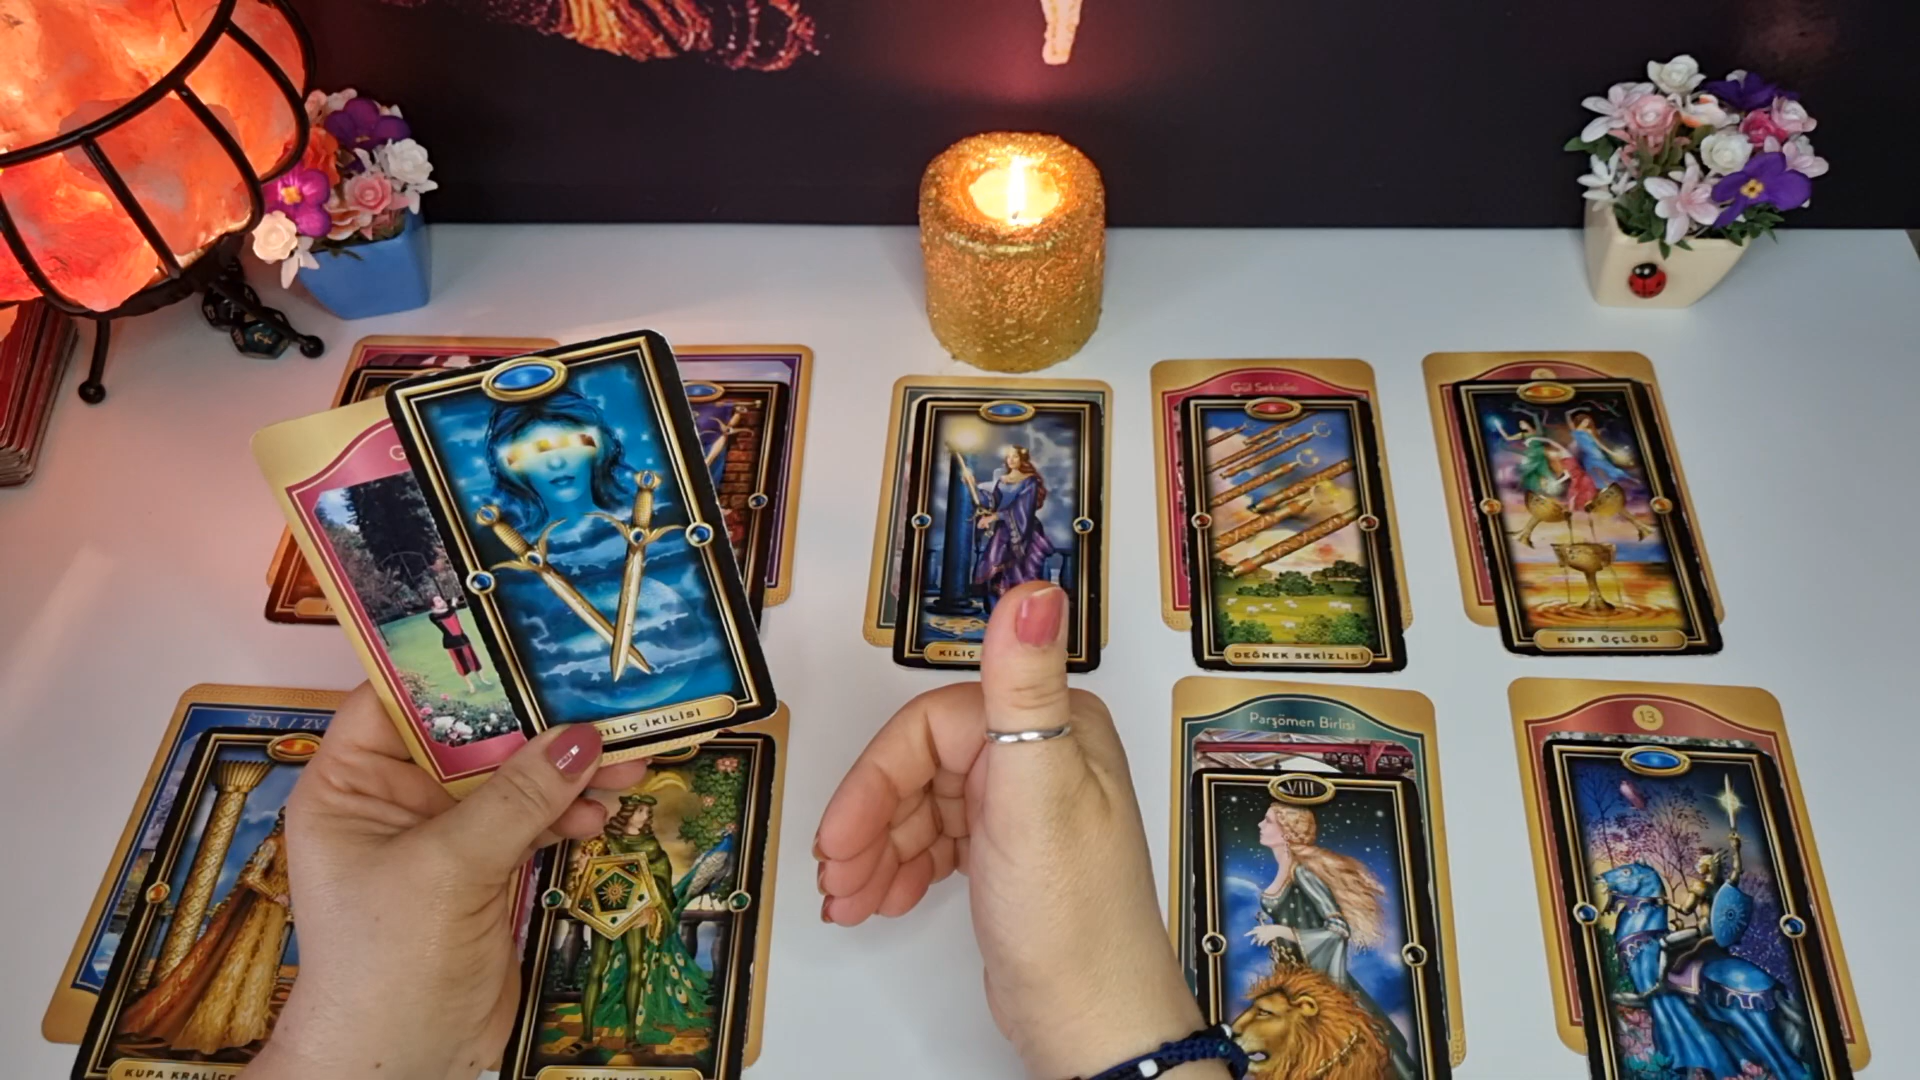 Gül Sekizlisi
KILIÇ
DEĞNEK SEKİZLİSİ
KUPA ÜÇLÜSÜ
KILIÇ İKİLİSİ
Parşömen Birlisi
VIII
13
KUPA KRALİÇE